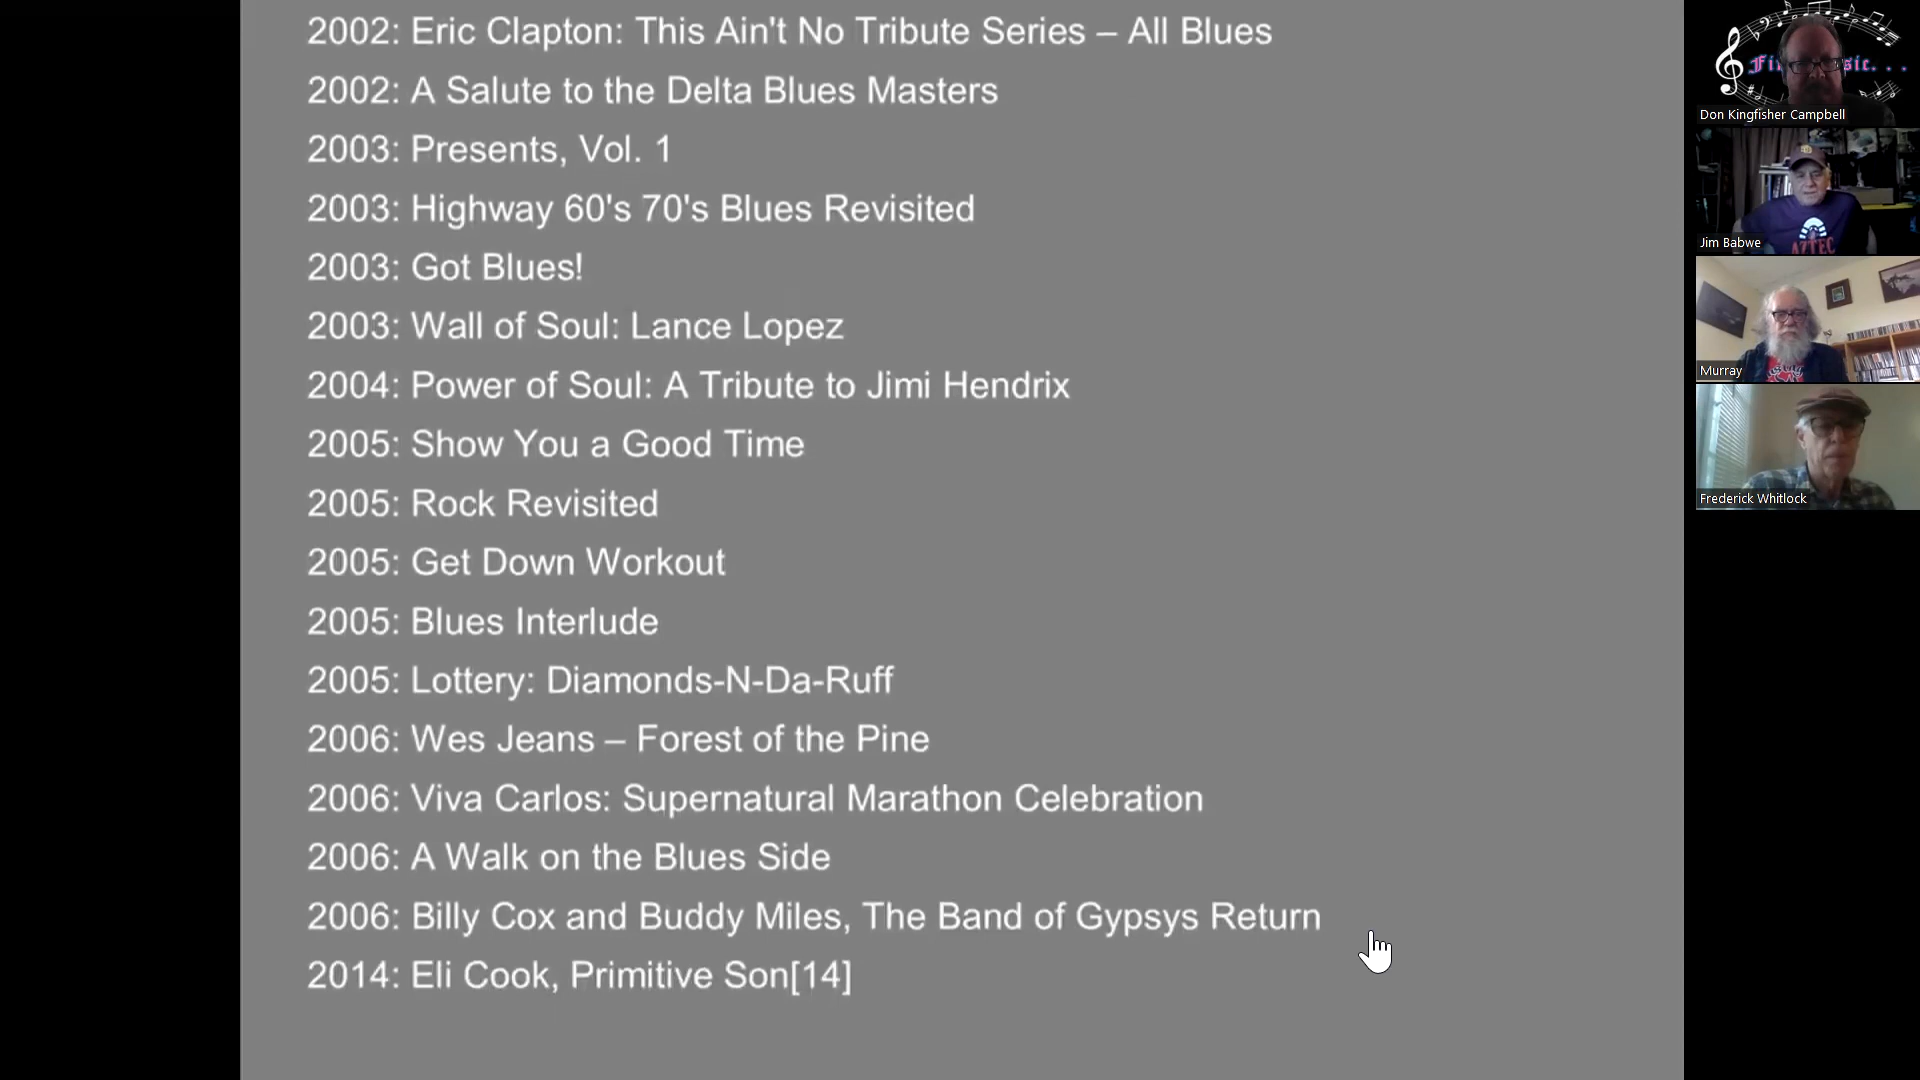 2002: Eric Clapton: This Ain't No Tribute Series – All Blues
2002: A Salute to the Delta Blues Masters
2003: Presents, Vol. 1
2003: Highway 60's 70's Blues Revisited
2003: Got Blues!
2003: Wall of Soul: Lance Lopez
2004: Power of Soul: A Tribute to Jimi Hendrix
2005: Show You a Good Time
2005: Rock Revisited
2005: Get Down Workout
2005: Blues Interlude
2005: Lottery: Diamonds-N-Da-Ruff
2006: Wes Jeans – Forest of the Pine
2006: Viva Carlos: Supernatural Marathon Celebration
2006: A Walk on the Blues Side
2006: Billy Cox and Buddy Miles, The Band of Gypsys Return
2014: Eli Cook, Primitive Son[14]
Don Kingfisher Campbell
Jim Babwe
AZTEC
Murray
Frederick Whitlock